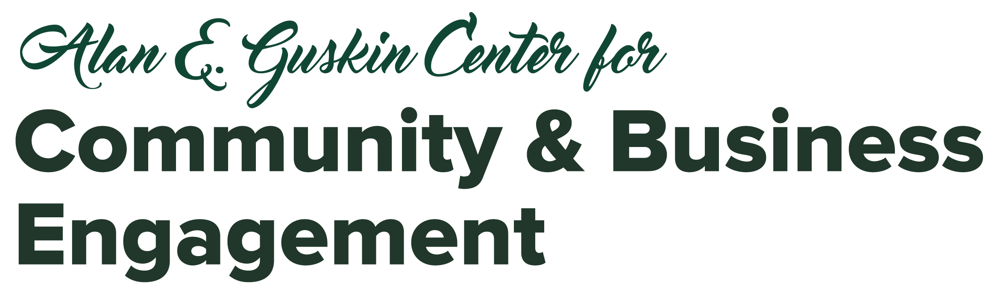 Alan E. Guskin Center for
Community & Business
Engagement